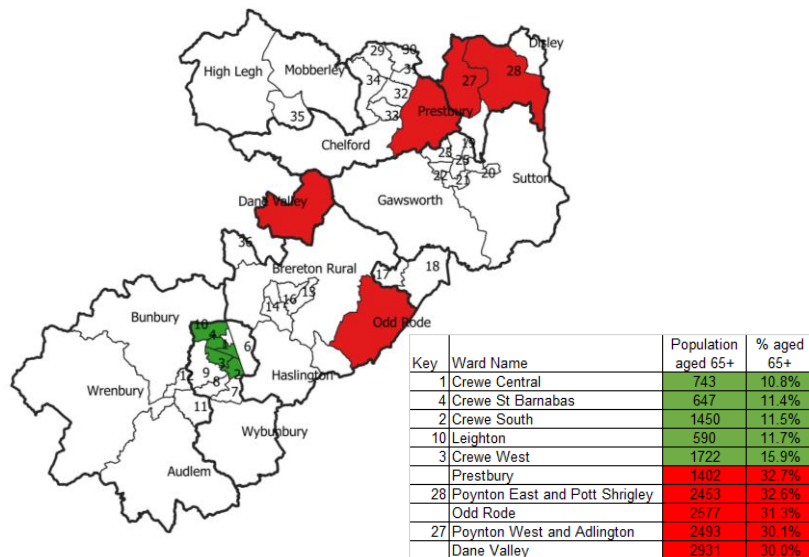 Disley
29 30
High Legh Mobberley
34 31 27 28
32
35 33 Prestbury
Chelford
23 19
25
22 21 20 Sutton
Dane Valley
Gawsworth
36
Brereton Rural
17 18
14 16 15
Bunbury
10
4
6
Odd Rode
3
9 2
12 8
Haslington
Wrenbury
7
11
Wybunbury
Audlem
Key Ward Name Population aged 65+ % aged 65+
1 Crewe Central 743 10.8%
4 Crewe St Barnabas 647 11.4%
2 Crewe South 1450 11.5%
10 Leighton 590 11.7%
3 Crewe West 1722 15.9%
Prestbury 1402 32.7%
28 Poynton East and Pott Shrigley 2453 32.6%
Odd Rode 2577 31.3%
27 Poynton West and Adlington 2493 30.1%
Dane Valley 2931 30.0%